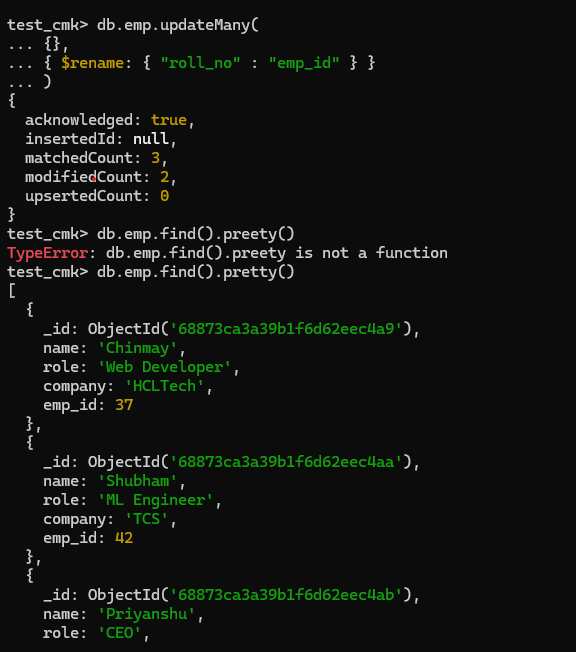 test_cmk> db.emp.updateMany(
... {},
... { $rename: { "roll_no" : "emp_id" } }
... )
{
  acknowledged: true,
  insertedId: null,
  matchedCount: 3,
  modifiedCount: 2,
  upsertedCount: 0
}
test_cmk> db.emp.find().preety()
TypeError: db.emp.find().preety is not a function
test_cmk> db.emp.find().pretty()
[
  {
    _id: ObjectId('68873ca3a39b1f6d62eec4a9'),
    name: 'Chinmay',
    role: 'Web Developer',
    company: 'HCLTech',
    emp_id: 37
  },
  {
    _id: ObjectId('68873ca3a39b1f6d62eec4aa'),
    name: 'Shubham',
    role: 'ML Engineer',
    company: 'TCS',
    emp_id: 42
  },
  {
    _id: ObjectId('68873ca3a39b1f6d62eec4ab'),
    name: 'Priyanshu',
    role: 'CEO',